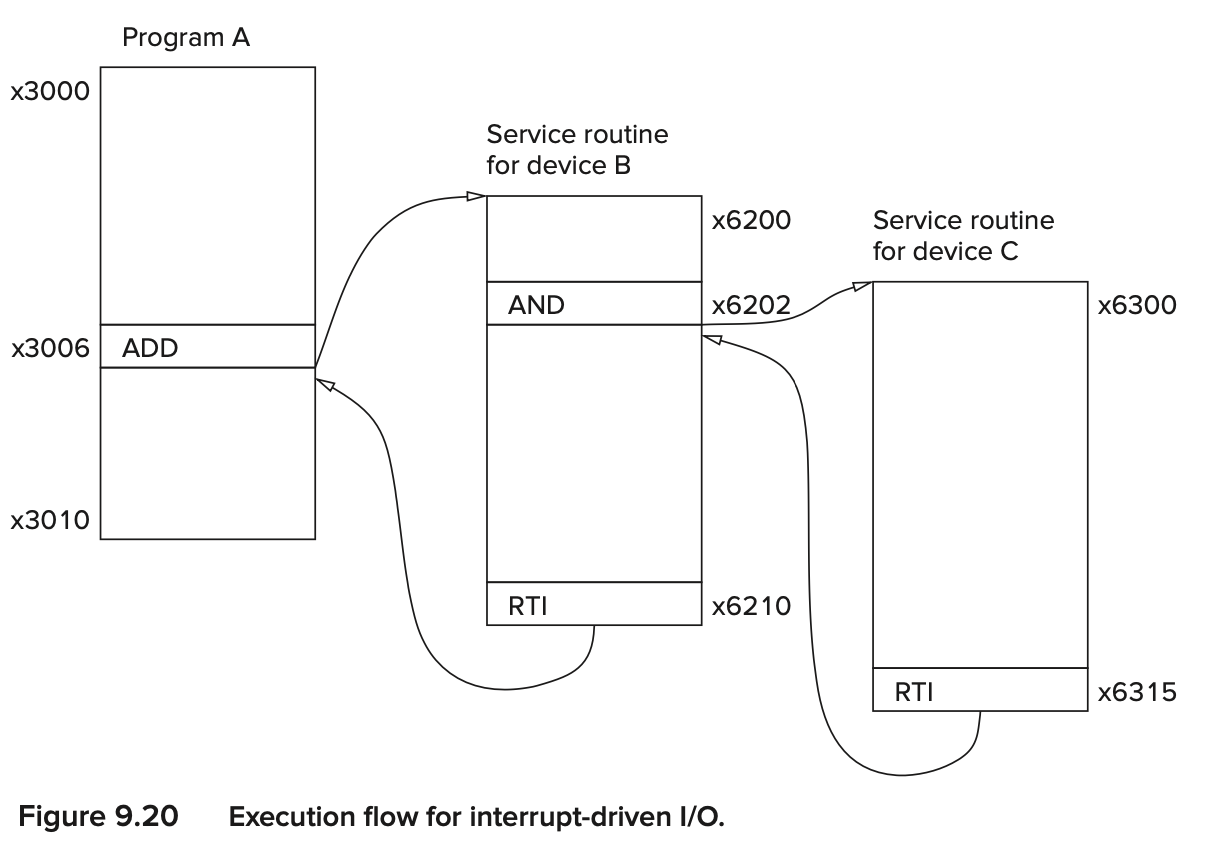 Program A
x3000
x3006
ADD
x3010
Service routine
for device B
x6200
AND
x6202
RTI
x6210
Service routine
for device C
x6300
RTI
x6315
Figure 9.20 Execution flow for interrupt-driven I/O.